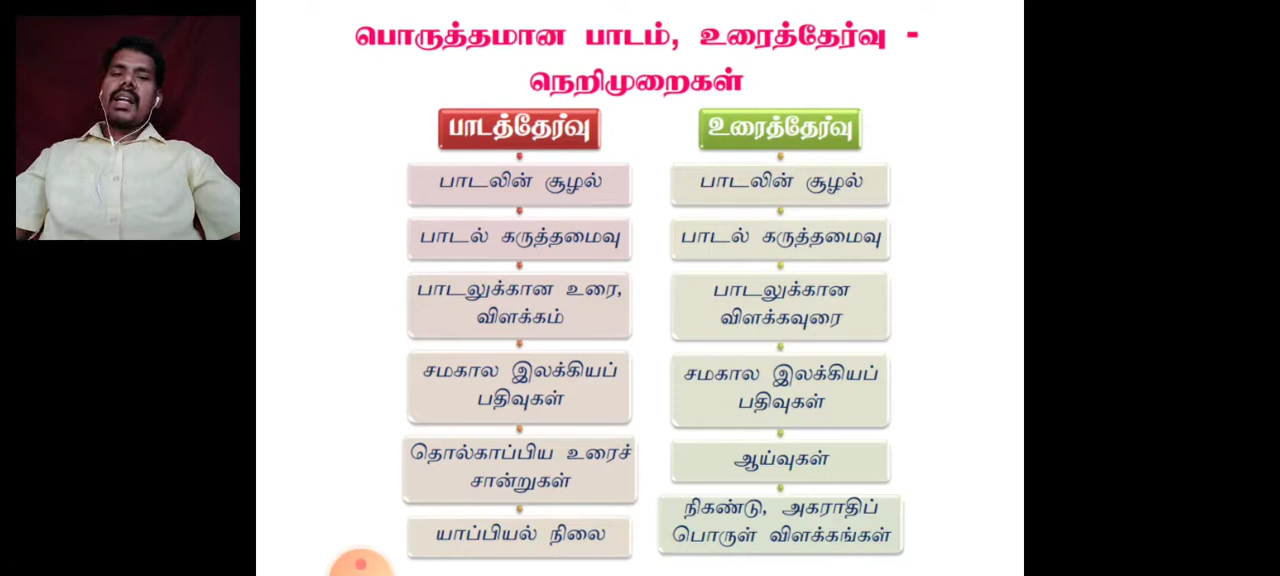 பொருத்தமான பாடம், உரைத்தேர்வு -
நெறிமுறைகள்
பாடத்தேர்வு
பாடலின் சூழல்
பாடல் கருத்தமைவு
பாடலுக்கான உரை,
விளக்கம்
சமகால இலக்கியப்
பதிவுகள்
தொல்காப்பிய உரைச்
சான்றுகள்
யாப்பியல் நிலை
உரைத்தேர்வு
பாடலின் சூழல்
பாடல் கருத்தமைவு
பாடலுக்கான
விளக்கவுரை
சமகால இலக்கியப்
பதிவுகள்
ஆய்வுகள்
நிகண்டு, அகராதிப்
பொருள் விளக்கங்கள்